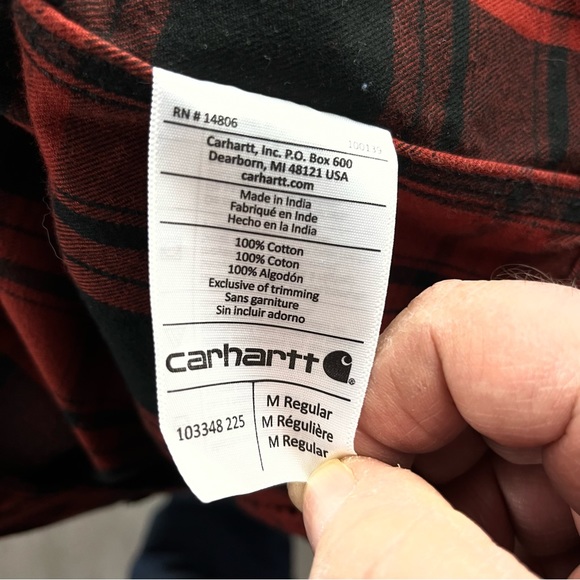 RN # 14806
100139
Carhartt, Inc. P.O. Box 600
Dearborn, MI 48121 USA
carhartt.com
Made in India
Fabriqué en Inde
Hecho en la India
100% Cotton
100% Coton
100% Algodón
Exclusive of trimming
Sans garniture
Sin incluir adorno
carhartt®
103348 225
M Regular
M Régulière
M Regular